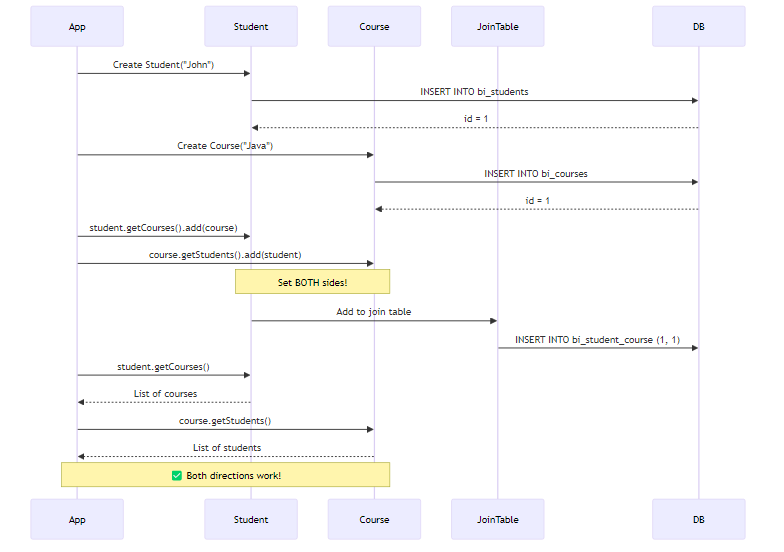 App Student Course JoinTable DB
Create Student("John")
INSERT INTO bi_students
id = 1
Create Course("Java")
INSERT INTO bi_courses
id = 1
student.getCourses().add(course)
course.getStudents().add(student)
Set BOTH sides!
Add to join table
INSERT INTO bi_student_course (1, 1)
student.getCourses()
List of courses
course.getStudents()
List of students
✅ Both directions work!
App Student Course JoinTable DB